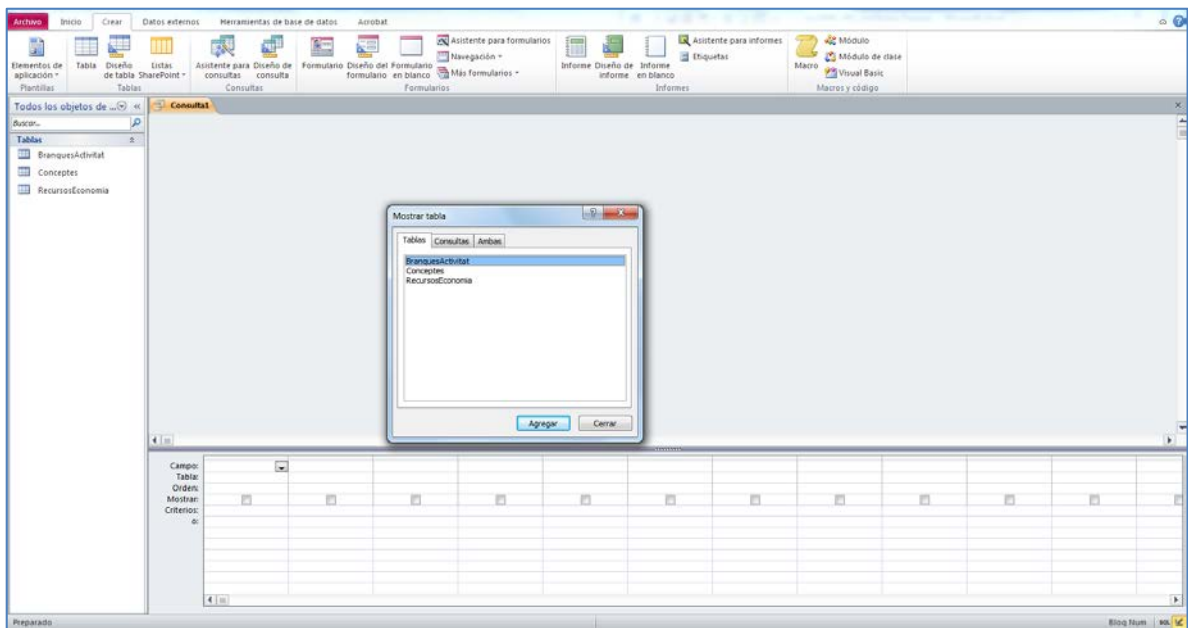 Archivo Inicio Crear Datos externos Herramientas de base de datos Acrobat
Elementos de aplicación
Tabla
Diseño de tabla
Listas SharePoint
Asistente para consultas
Diseño de consulta
Formulario
Diseño del formulario
Formulario en blanco
Asistente para formularios
Navegación
Más formularios
Informe
Diseño de informe
Informe en blanco
Asistente para informes
Etiquetas
Macro
Módulo
Módulo de clase
Visual Basic
Plantillas Tablas Consultas Formularios Informes Macros y código
Todos los objetos de ... «
Consulta1
Buscar...
Tablas
BranquesActivitat
Conceptes
RecursosEconomia
Mostrar tabla
Tablas Consultas Ambas
BranquesActivitat
Conceptes
RecursosEconomia
Agregar Cerrar
Campo:
Tabla:
Orden:
Mostrar:
Criterios:
o:
Preparado Bloq Num SQL